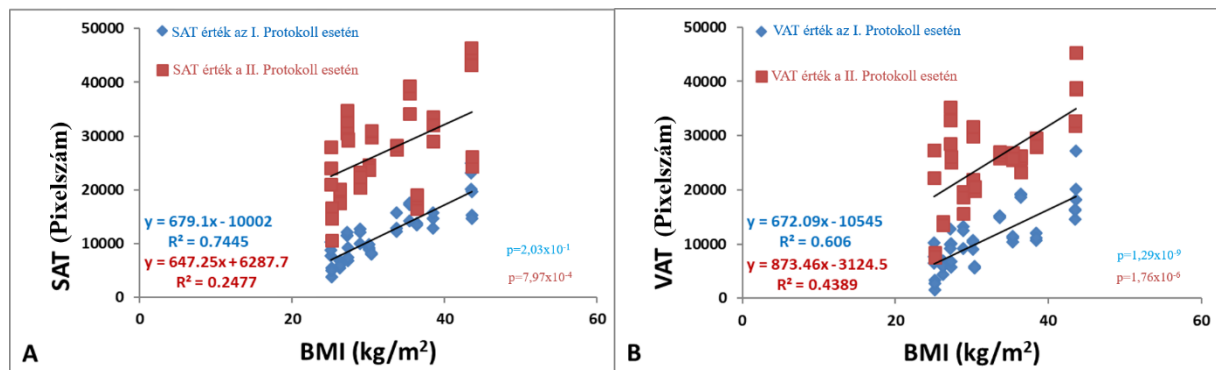 A
SAT érték az I. Protokoll esetén
SAT érték a II. Protokoll esetén
50000
40000
30000
20000
10000
0
SAT (Pixelszám)
y = 679.1x - 10002
R² = 0.7445
y = 647.25x + 6287.7
R² = 0.2477
p=2,03x10⁻¹
p=7,97x10⁻⁴
0
20
40
60
BMI (kg/m²)
A
VAT érték az I. Protokoll esetén
VAT érték a II. Protokoll esetén
50000
40000
30000
20000
10000
0
VAT (Pixelszám)
y = 672.09x - 10545
R² = 0.606
y = 873.46x - 3124.5
R² = 0.4389
p=1,29x10⁻⁹
p=1,76x10⁻⁶
0
20
40
60
BMI (kg/m²)
B